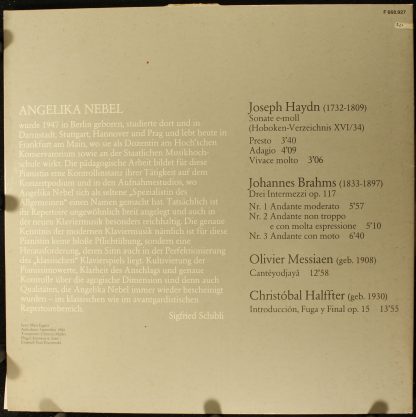 F 666.927
ANGELIKA NEBEL
wurde 1947 in Berlin geboren, studierte dort und in
Darmstadt, Stuttgart, Hannover und Prag und lebt heute in
Frankfurt am Main, wo sie als Dozentin am Hoch'schen
Konservatorium sowie an der Staatlichen Musikhoch-
schule wirkt. Die pädagogische Arbeit bildet für diese
Pianistin eine Kontrollinstanz ihrer Tätigkeit auf dem
Konzertpodium und in den Aufnahmestudios, wo
Angelika Nebel sich als seltene „Spezialistin des
Allgemeinen" einen Namen gemacht hat. Tatsächlich ist
ihr Repertoire ungewöhnlich breit angelegt und auch in
der neuen Klaviermusik besonders reichhaltig. Die genaue
Kenntnis der modernen Klaviermusik nämlich ist für diese
Pianistin keine bloße Pflichtübung, sondern eine
Herausforderung, deren Sinn auch in der Perfektionierung
des „klassischen" Klavierspiels liegt. Kultivierung der
Pianissimowerte, Klarheit des Anschlags und genaue
Kontrolle über die agogische Dimension sind denn auch
Qualitäten, die Angelika Nebel immer wieder bescheinigt
wurden – im klassischen wie im avantgardistischen
Repertoirebereich.
Sigfried Schibli
Joseph Haydn (1732-1809)
Sonate e-moll
(Hoboken-Verzeichnis XVI/34)
Presto 3'40
Adagio 4'09
Vivace molto 3'06
Johannes Brahms (1833-1897)
Drei Intermezzi op. 117
Nr. 1 Andante moderato 5'57
Nr. 2 Andante non troppo
e con molta espressione 5'10
Nr. 3 Andante con moto 6'40
Olivier Messiaen (geb. 1908)
Cantéyodjayâ 12'58
Christóbal Halffter (geb. 1930)
Introducción, Fuga y Final op. 15 13'55